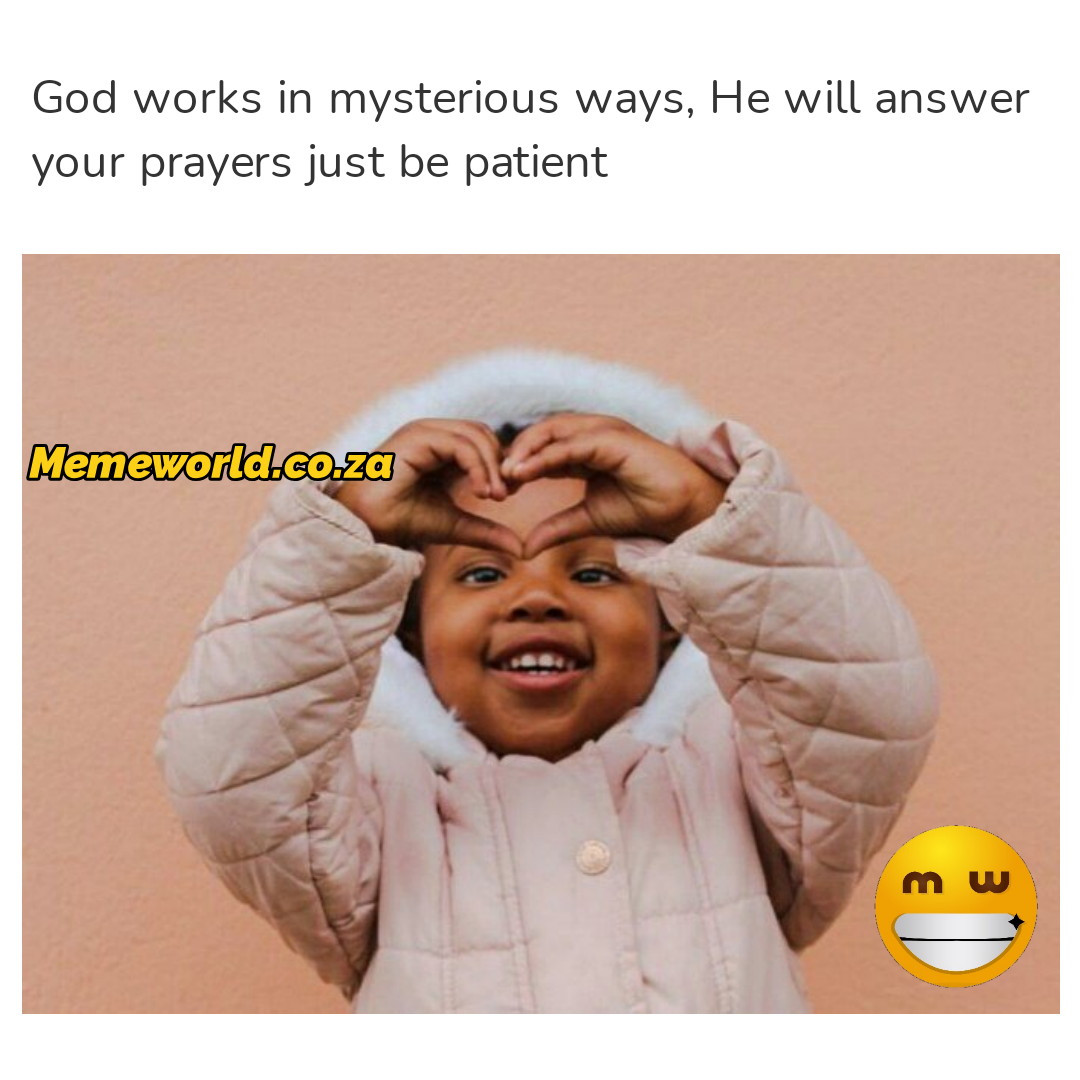 God works in mysterious ways, He will answer
your prayers just be patient
Memeworld.co.za
m w